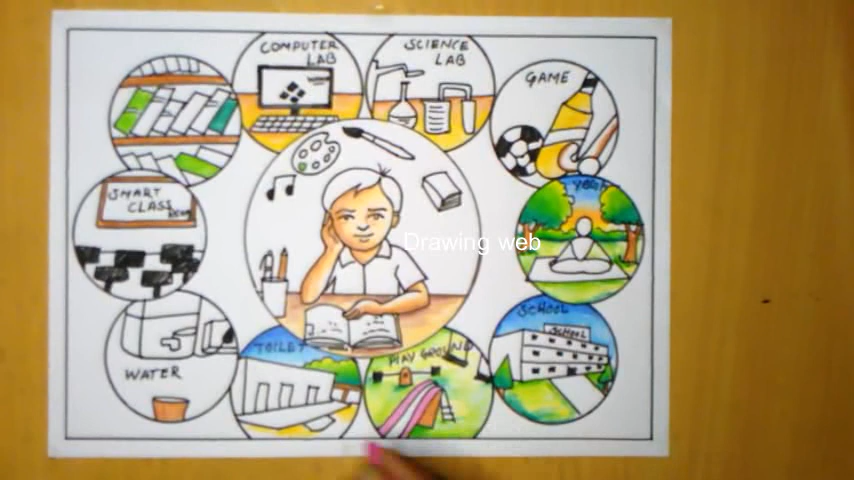 COMPUTER
LAB
SCIENCE
LAB
GAME
SMART
CLASS
YOGA
Drawing web
SCHOOL
SCHOOL
TOILET
PLAY GROUND
WATER